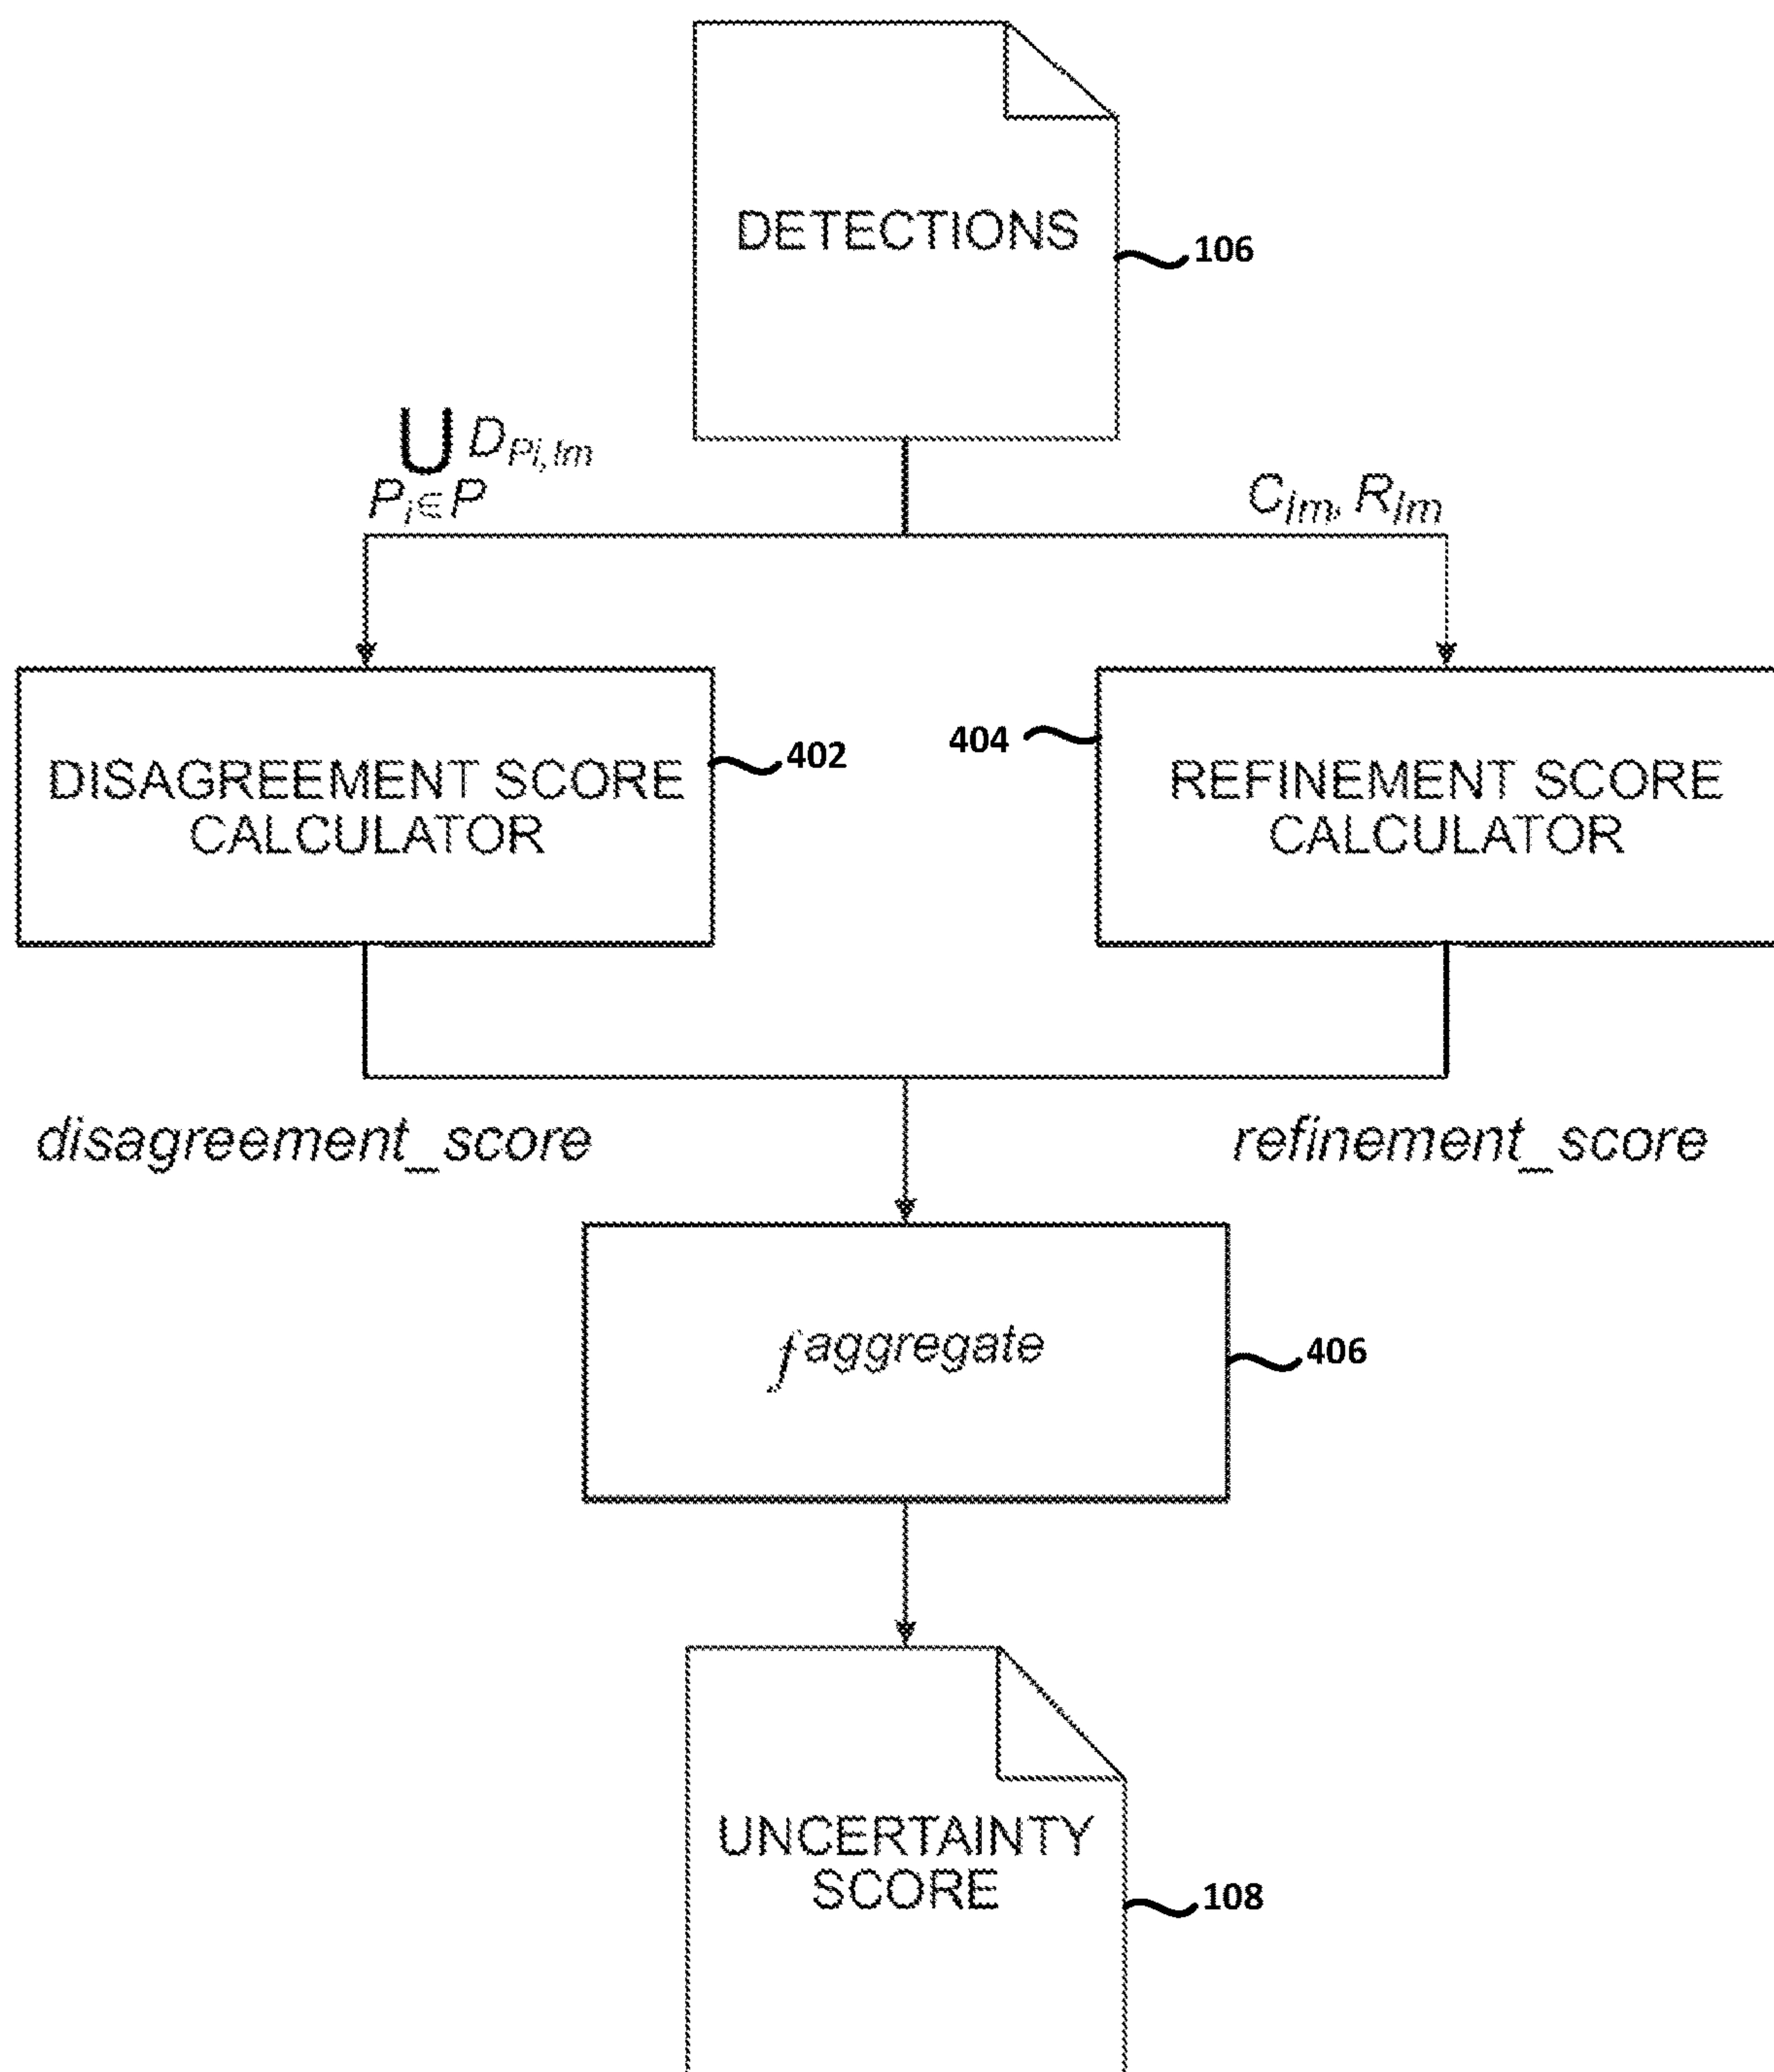 DETECTIONS
106
⋃ D_{Pi,Im}
P_i∈P
C_{Im}, R_{Im}
DISAGREEMENT SCORE
CALCULATOR
402
404
REFINEMENT SCORE
CALCULATOR
disagreement_score
refinement_score
f^{aggregate}
406
UNCERTAINTY
SCORE
108